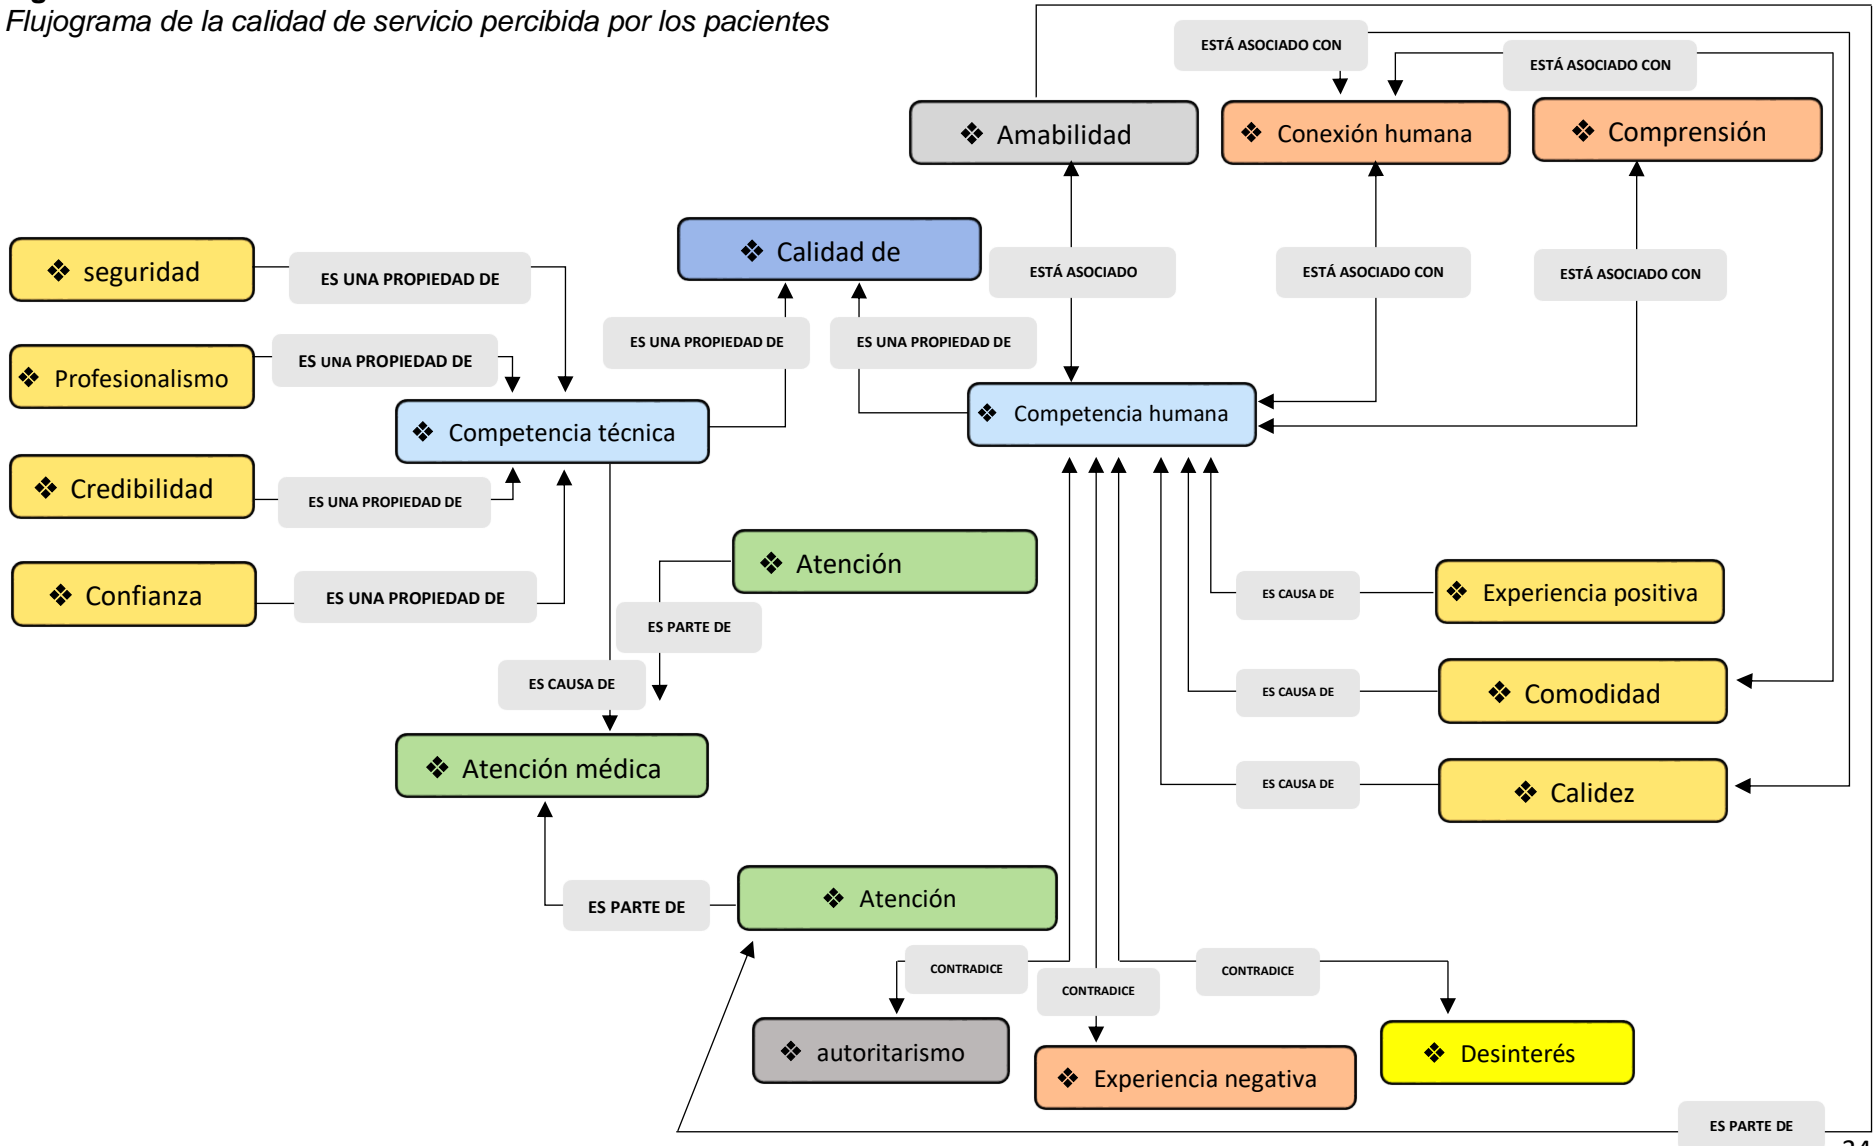 Flujograma de la calidad de servicio percibida por los pacientes
ESTÁ ASOCIADO CON
ESTÁ ASOCIADO CON
❖ Amabilidad
❖ Conexión humana
❖ Comprensión
❖ seguridad
ES UNA PROPIEDAD DE
❖ Calidad de
ESTÁ ASOCIADO
ESTÁ ASOCIADO CON
ESTÁ ASOCIADO CON
❖ Profesionalismo
ES UNA PROPIEDAD DE
ES UNA PROPIEDAD DE
ES UNA PROPIEDAD DE
❖ Competencia técnica
❖ Competencia humana
❖ Credibilidad
ES UNA PROPIEDAD DE
❖ Atención
❖ Confianza
ES UNA PROPIEDAD DE
ES PARTE DE
ES CAUSA DE
❖ Experiencia positiva
ES CAUSA DE
ES CAUSA DE
❖ Comodidad
❖ Atención médica
ES CAUSA DE
❖ Calidez
ES PARTE DE
❖ Atención
CONTRADICE
CONTRADICE
CONTRADICE
❖ autoritarismo
❖ Experiencia negativa
❖ Desinterés
ES PARTE DE